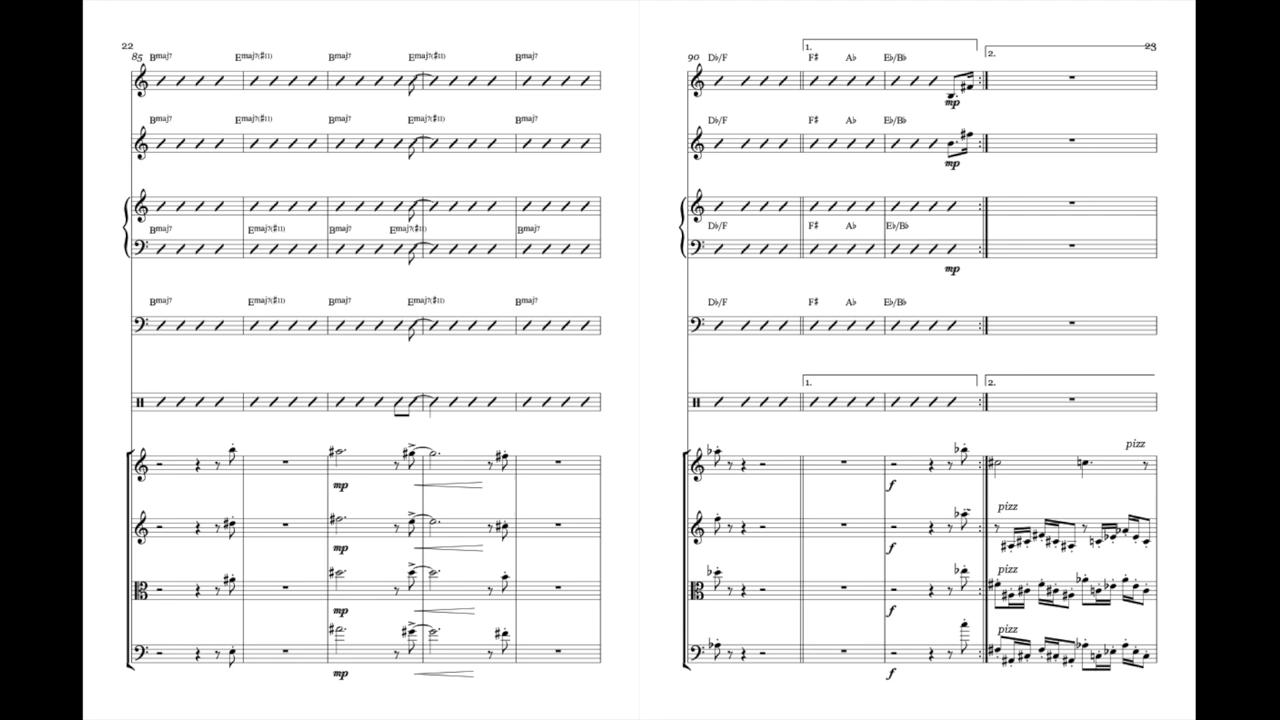 22
85 Bmaj7 Emaj7(♯11) Bmaj7 Emaj7(♯11) Bmaj7
Bmaj7 Emaj7(♯11) Bmaj7 Emaj7(♯11) Bmaj7
Bmaj7 Emaj7(♯11) Bmaj7 Emaj7(♯11) Bmaj7
Bmaj7 Emaj7(♯11) Bmaj7 Emaj7(♯11) Bmaj7
mp
mp
mp
mp
23
1. 2.
90 D♭/F F♯ A♭ E♭/B♭
mp
D♭/F F♯ A♭ E♭/B♭
mp
D♭/F F♯ A♭ E♭/B♭
mp
D♭/F F♯ A♭ E♭/B♭
1. 2.
pizz
f
pizz
f
pizz
f
pizz
f